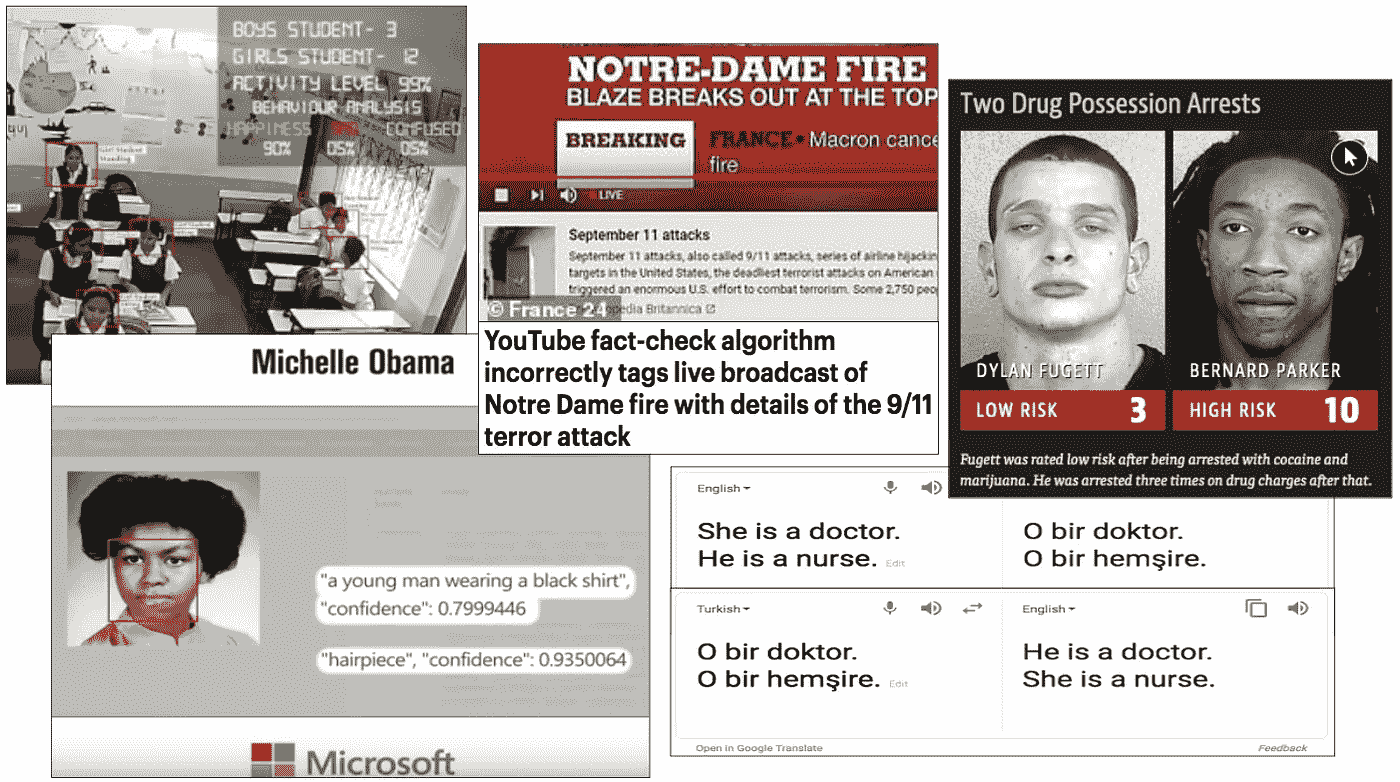 BOYS STUDENT- 3
GIRLS STUDENT- 12
ACTIVITY LEVEL 99%
BEHAVIOUR ANALYSIS
HAPPINESS CONFUSED
90% 05% 05%
Girl Student
Standing
NOTRE-DAME FIRE
BLAZE BREAKS OUT AT THE TOP
BREAKING
FRANCE • Macron cance
fire
LIVE
September 11 attacks
September 11 attacks, also called 9/11 attacks, series of airline hijackin
targets in the United States, the deadliest terrorist attacks on American
triggered an enormous U.S. effort to combat terrorism. Some 2,750 peop
© France 24
pedia Britannica
YouTube fact-check algorithm
incorrectly tags live broadcast of
Notre Dame fire with details of the 9/11
terror attack
Two Drug Possession Arrests
DYLAN FUGETT
BERNARD PARKER
LOW RISK 3
HIGH RISK 10
Fugett was rated low risk after being arrested with cocaine and
marijuana. He was arrested three times on drug charges after that.
Michelle Obama
"a young man wearing a black shirt",
"confidence": 0.7999446
"hairpiece", "confidence": 0.9350064
Microsoft
English
She is a doctor.
He is a nurse. Edit
O bir doktor.
O bir hemşire.
Turkish
English
O bir doktor.
O bir hemşire. Edit
He is a doctor.
She is a nurse.
Open in Google Translate
Feedback